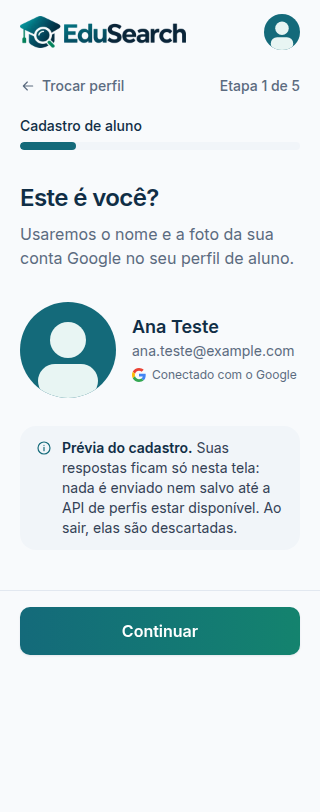 EduSearch
← Trocar perfil
Etapa 1 de 5
Cadastro de aluno
Este é você?
Usaremos o nome e a foto da sua
conta Google no seu perfil de aluno.
Ana Teste
ana.teste@example.com
Conectado com o Google
Prévia do cadastro. Suas
respostas ficam só nesta tela:
nada é enviado nem salvo até a
API de perfis estar disponível. Ao
sair, elas são descartadas.
Continuar